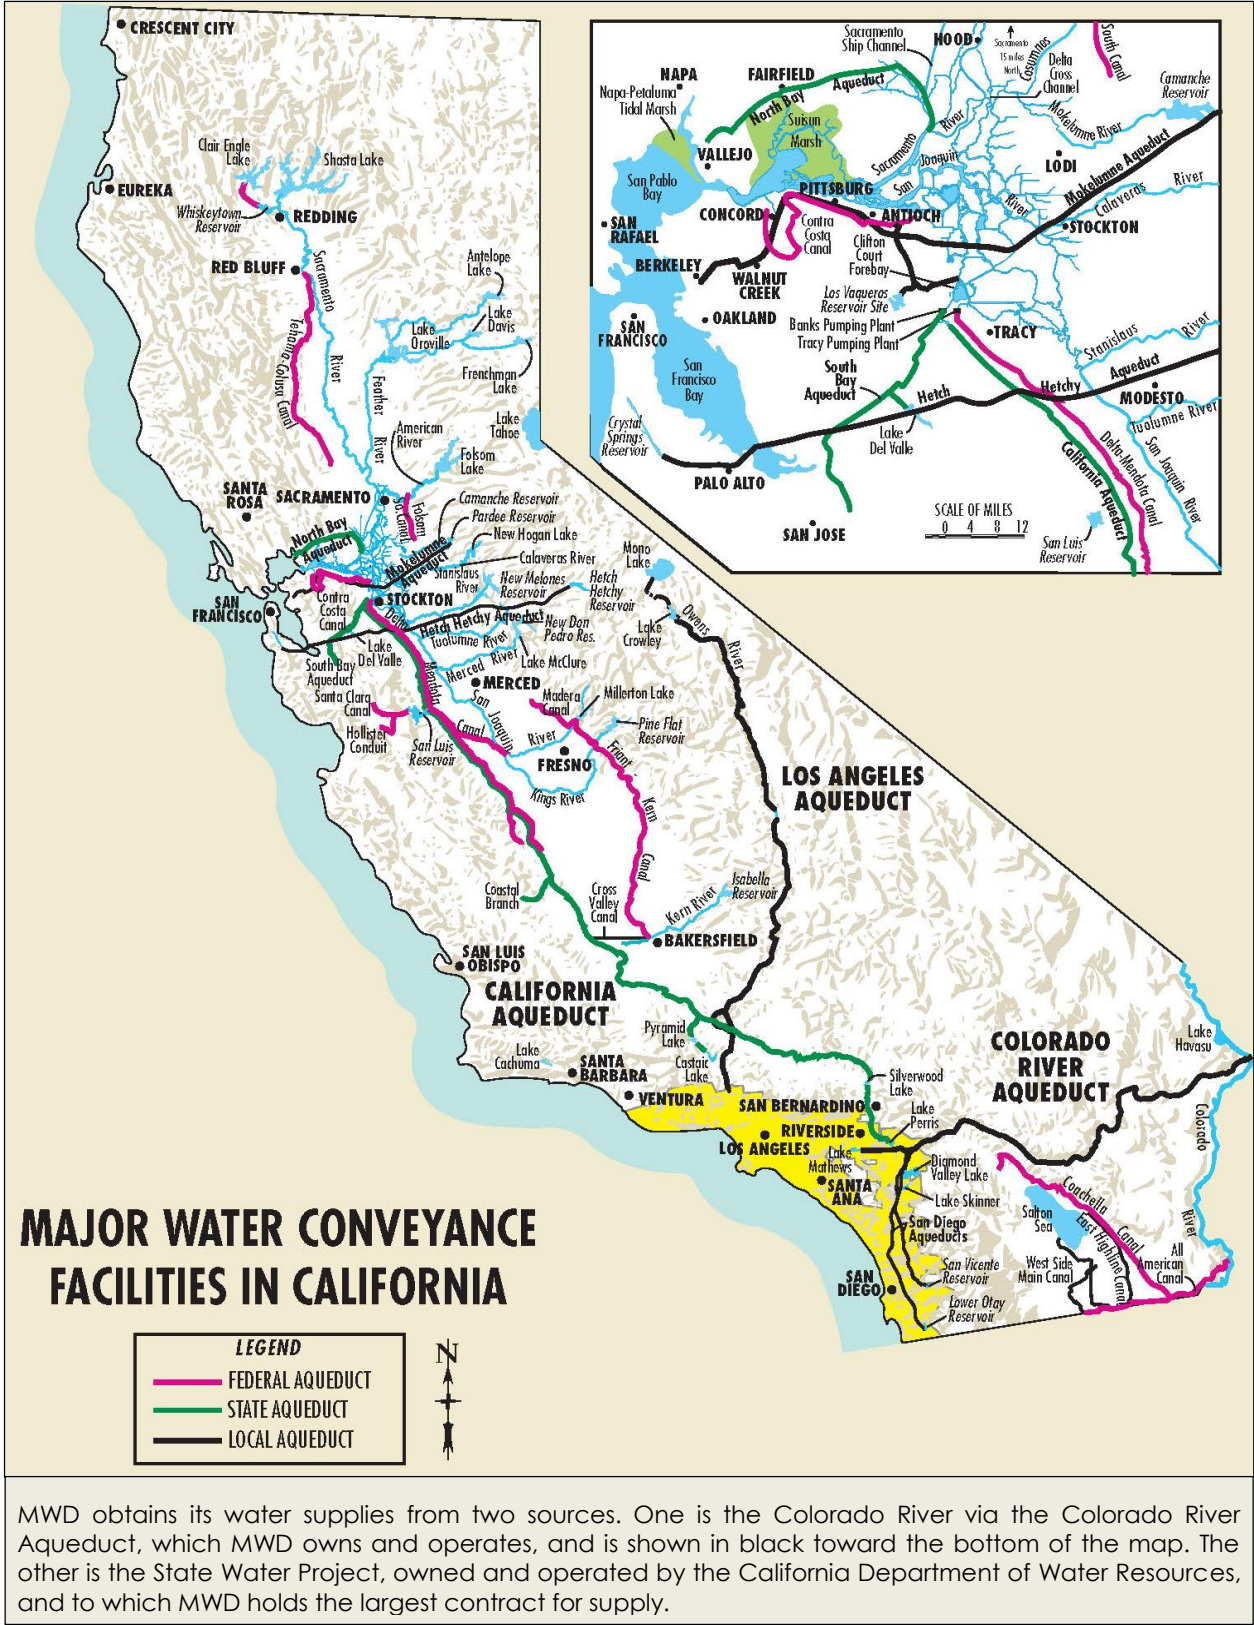 CRESCENT CITY
Clair Engle
Lake
Shasta Lake
EUREKA
Whiskeytown
Reservoir
REDDING
RED BLUFF
Sacramento
River
Tehama-Colusa Canal
Antelope
Lake
Lake
Davis
Lake
Oroville
Frenchman
Lake
Feather
River
Lake
Tahoe
American
River
Folsom
Lake
SANTA
ROSA
SACRAMENTO
Folsom
So. Canal
Camanche Reservoir
Pardee Reservoir
New Hogan Lake
North Bay
Aqueduct
Mokelumne
Aqueduct
Calaveras River
Stanislaus
River
New Melones
Reservoir
Hetch
Hetchy
Reservoir
Mono
Lake
SAN
FRANCISCO
Contra
Costa
Canal
STOCKTON
Delta
Mendota
Canal
Hetch Hetchy Aqueduct
New Don
Pedro Res.
Tuolumne River
Lake
Del Valle
Lake McClure
Merced River
South Bay
Aqueduct
Lake
Crowley
Owens
River
Santa Clara
Canal
Hollister
Conduit
San Luis
Reservoir
MERCED
San
Joaquin
River
Madera
Canal
Millerton Lake
Pine Flat
Reservoir
FRESNO
Friant
Kern
Canal
Kings River
LOS ANGELES
AQUEDUCT
Coastal
Branch
Cross
Valley
Canal
Kern River
Isabella
Reservoir
BAKERSFIELD
SAN LUIS
OBISPO
CALIFORNIA
AQUEDUCT
Pyramid
Lake
Castaic
Lake
Lake
Cachuma
SANTA
BARBARA
VENTURA
COLORADO
RIVER
AQUEDUCT
Lake
Havasu
Silverwood
Lake
SAN BERNARDINO
Lake
Perris
RIVERSIDE
LOS ANGELES
Lake
Mathews
SANTA
ANA
Diamond
Valley Lake
Lake Skinner
San Diego
Aqueducts
Colorado
River
Coachella
Canal
Salton
Sea
East Highline Canal
West Side
Main Canal
All
American
Canal
San Vicente
Reservoir
SAN
DIEGO
Lower Otay
Reservoir
Sacramento
Ship Channel
HOOD
Sacramento
15 miles
North
Cosumnes
Delta
Cross
Channel
South Canal
Camanche
Reservoir
NAPA
FAIRFIELD
Napa-Petaluma
Tidal Marsh
North Bay
Aqueduct
Suisun
Marsh
VALLEJO
San Pablo
Bay
Sacramento
River
Mokelumne River
LODI
San
Joaquin
River
Mokelumne Aqueduct
Calaveras
River
PITTSBURG
CONCORD
ANTIOCH
STOCKTON
SAN
RAFAEL
Contra
Costa
Canal
Clifton
Court
Forebay
BERKELEY
WALNUT
CREEK
Los Vaqueros
Reservoir Site
OAKLAND
Banks Pumping Plant
Tracy Pumping Plant
TRACY
SAN
FRANCISCO
San
Francisco
Bay
South
Bay
Aqueduct
Stanislaus
River
Hetch
Hetchy
Aqueduct
MODESTO
Tuolumne River
Crystal
Springs
Reservoir
Lake
Del Valle
PALO ALTO
California Aqueduct
Delta-Mendota Canal
San Joaquin River
SAN JOSE
SCALE OF MILES
0 4 8 12
San Luis
Reservoir
MAJOR WATER CONVEYANCE
FACILITIES IN CALIFORNIA
LEGEND
FEDERAL AQUEDUCT
STATE AQUEDUCT
LOCAL AQUEDUCT
N
MWD obtains its water supplies from two sources. One is the Colorado River via the Colorado River
Aqueduct, which MWD owns and operates, and is shown in black toward the bottom of the map. The
other is the State Water Project, owned and operated by the California Department of Water Resources,
and to which MWD holds the largest contract for supply.